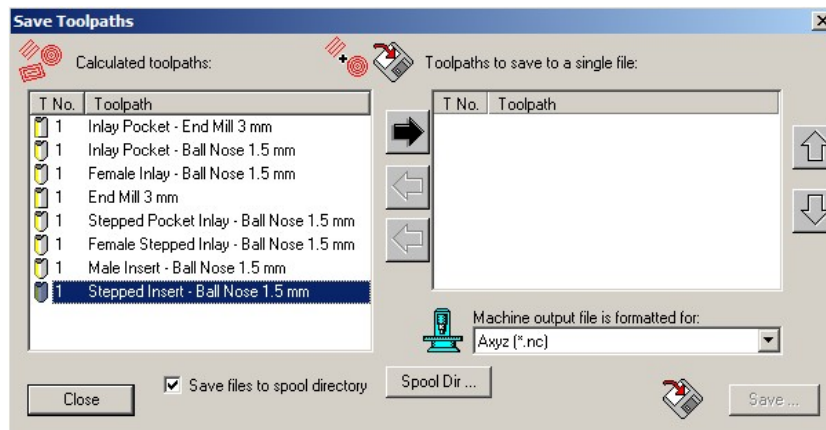 Save Toolpaths
Calculated toolpaths:
Toolpaths to save to a single file:
T No. Toolpath
1 Inlay Pocket - End Mill 3 mm
1 Inlay Pocket - Ball Nose 1.5 mm
1 Female Inlay - Ball Nose 1.5 mm
1 End Mill 3 mm
1 Stepped Pocket Inlay - Ball Nose 1.5 mm
1 Female Stepped Inlay - Ball Nose 1.5 mm
1 Male Insert - Ball Nose 1.5 mm
1 Stepped Insert - Ball Nose 1.5 mm
T No. Toolpath
Machine output file is formatted for:
Axyz (*.nc)
Close
Save files to spool directory
Spool Dir ...
Save ...